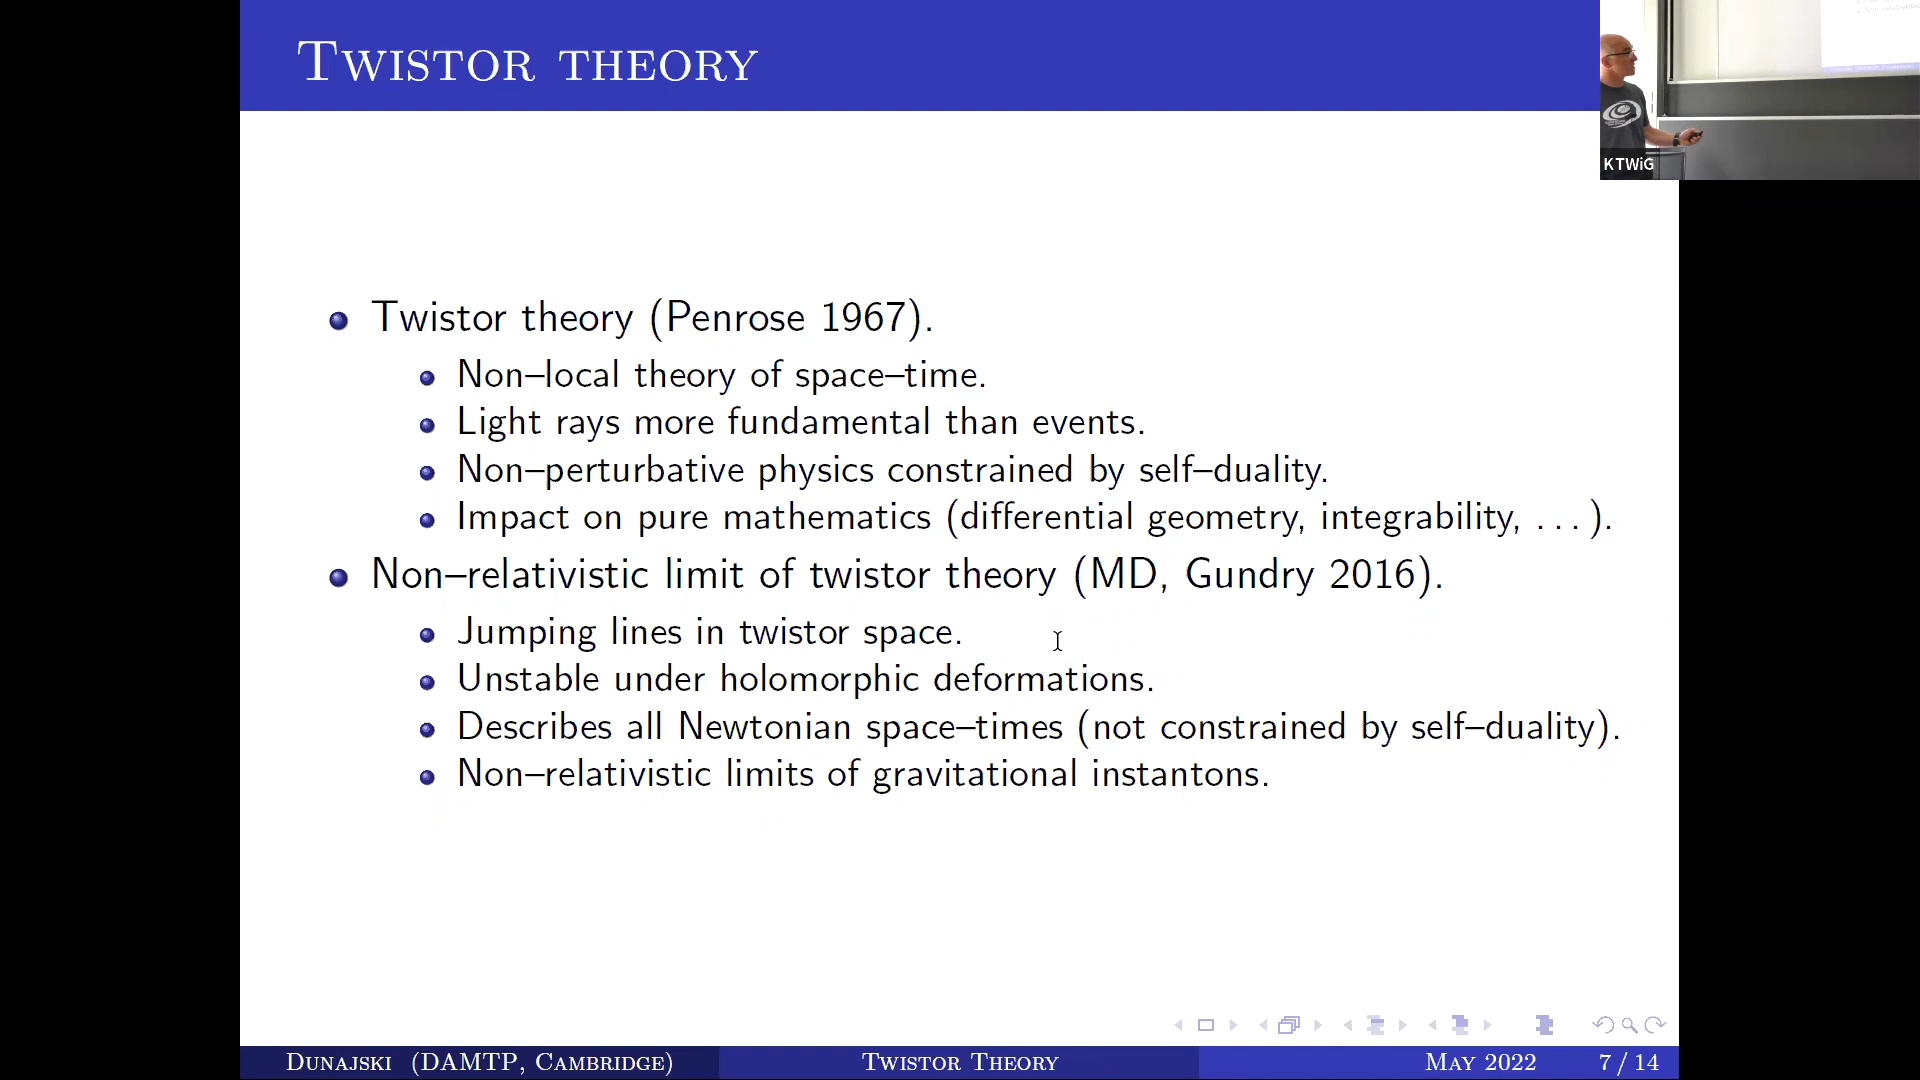 TWISTOR THEORY
KTWiG
Twistor theory (Penrose 1967).
Non–local theory of space–time.
Light rays more fundamental than events.
Non–perturbative physics constrained by self–duality.
Impact on pure mathematics (differential geometry, integrability, . . . ).
Non–relativistic limit of twistor theory (MD, Gundry 2016).
Jumping lines in twistor space.
Unstable under holomorphic deformations.
Describes all Newtonian space–times (not constrained by self–duality).
Non–relativistic limits of gravitational instantons.
DUNAJSKI (DAMTP, CAMBRIDGE) TWISTOR THEORY MAY 2022 7 / 14